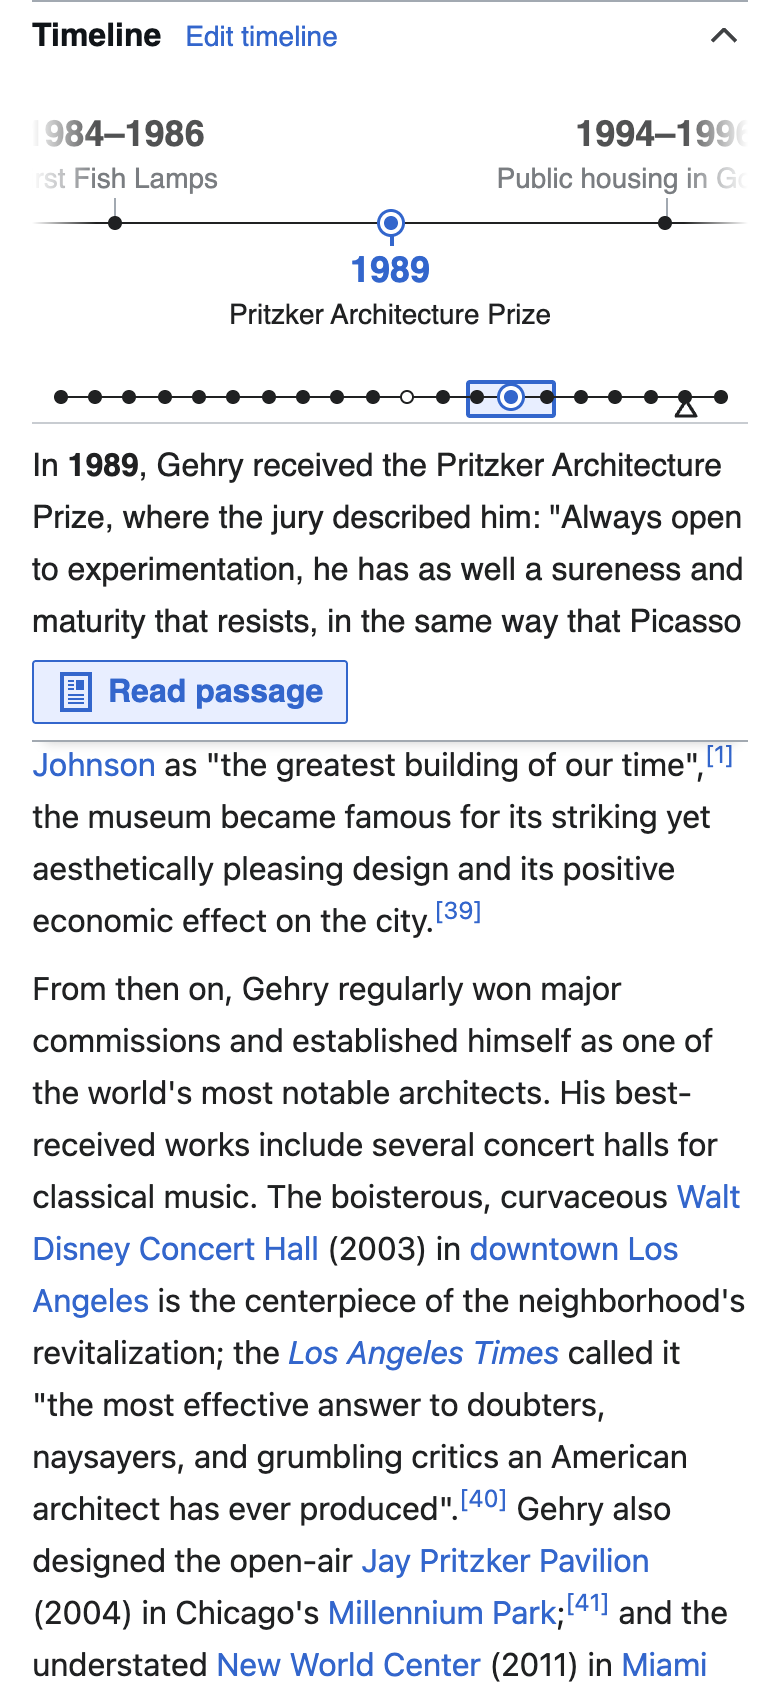 Timeline Edit timeline
1984–1986 1994–1996
rst Fish Lamps Public housing in Go
1989
Pritzker Architecture Prize
In 1989, Gehry received the Pritzker Architecture
Prize, where the jury described him: "Always open
to experimentation, he has as well a sureness and
maturity that resists, in the same way that Picasso
Read passage
Johnson as "the greatest building of our time",[1]
the museum became famous for its striking yet
aesthetically pleasing design and its positive
economic effect on the city.[39]
From then on, Gehry regularly won major
commissions and established himself as one of
the world's most notable architects. His best-
received works include several concert halls for
classical music. The boisterous, curvaceous Walt
Disney Concert Hall (2003) in downtown Los
Angeles is the centerpiece of the neighborhood's
revitalization; the Los Angeles Times called it
"the most effective answer to doubters,
naysayers, and grumbling critics an American
architect has ever produced".[40] Gehry also
designed the open-air Jay Pritzker Pavilion
(2004) in Chicago's Millennium Park;[41] and the
understated New World Center (2011) in Miami